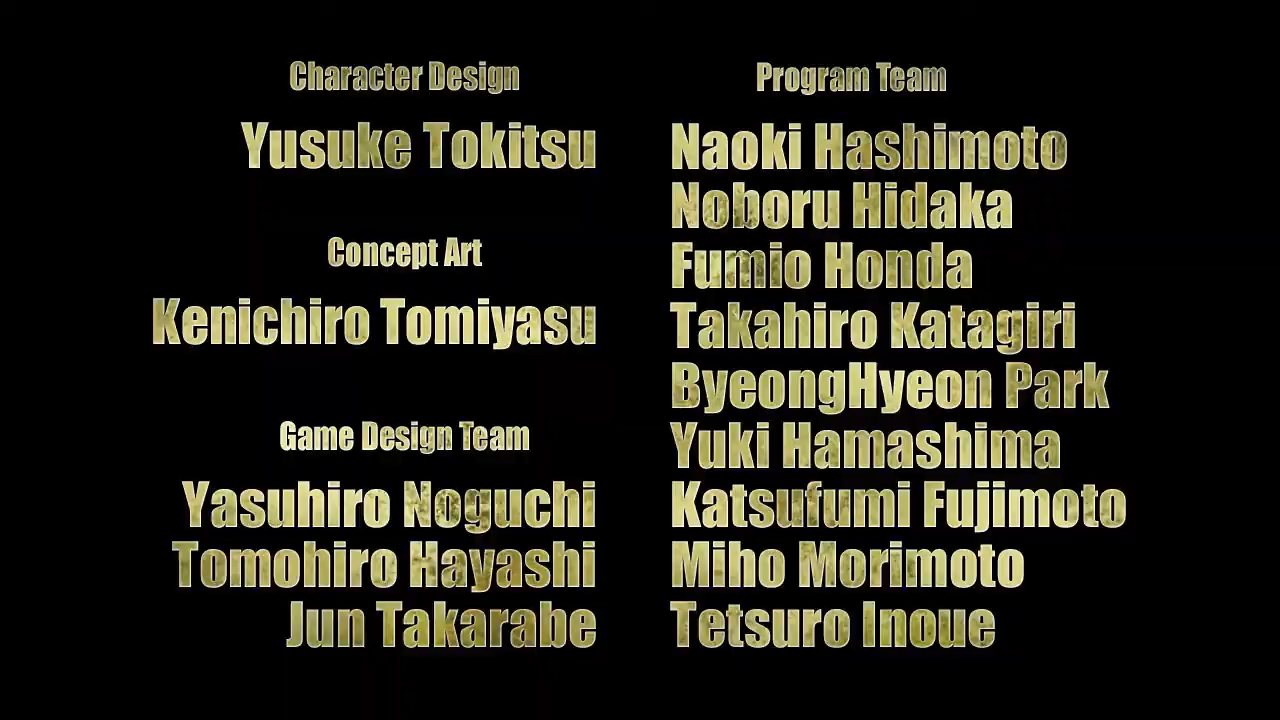 Character Design
Yusuke Tokitsu
Concept Art
Kenichiro Tomiyasu
Game Design Team
Yasuhiro Noguchi
Tomohiro Hayashi
Jun Takarabe
Program Team
Naoki Hashimoto
Noboru Hidaka
Fumio Honda
Takahiro Katagiri
ByeongHyeon Park
Yuki Hamashima
Katsufumi Fujimoto
Miho Morimoto
Tetsuro Inoue